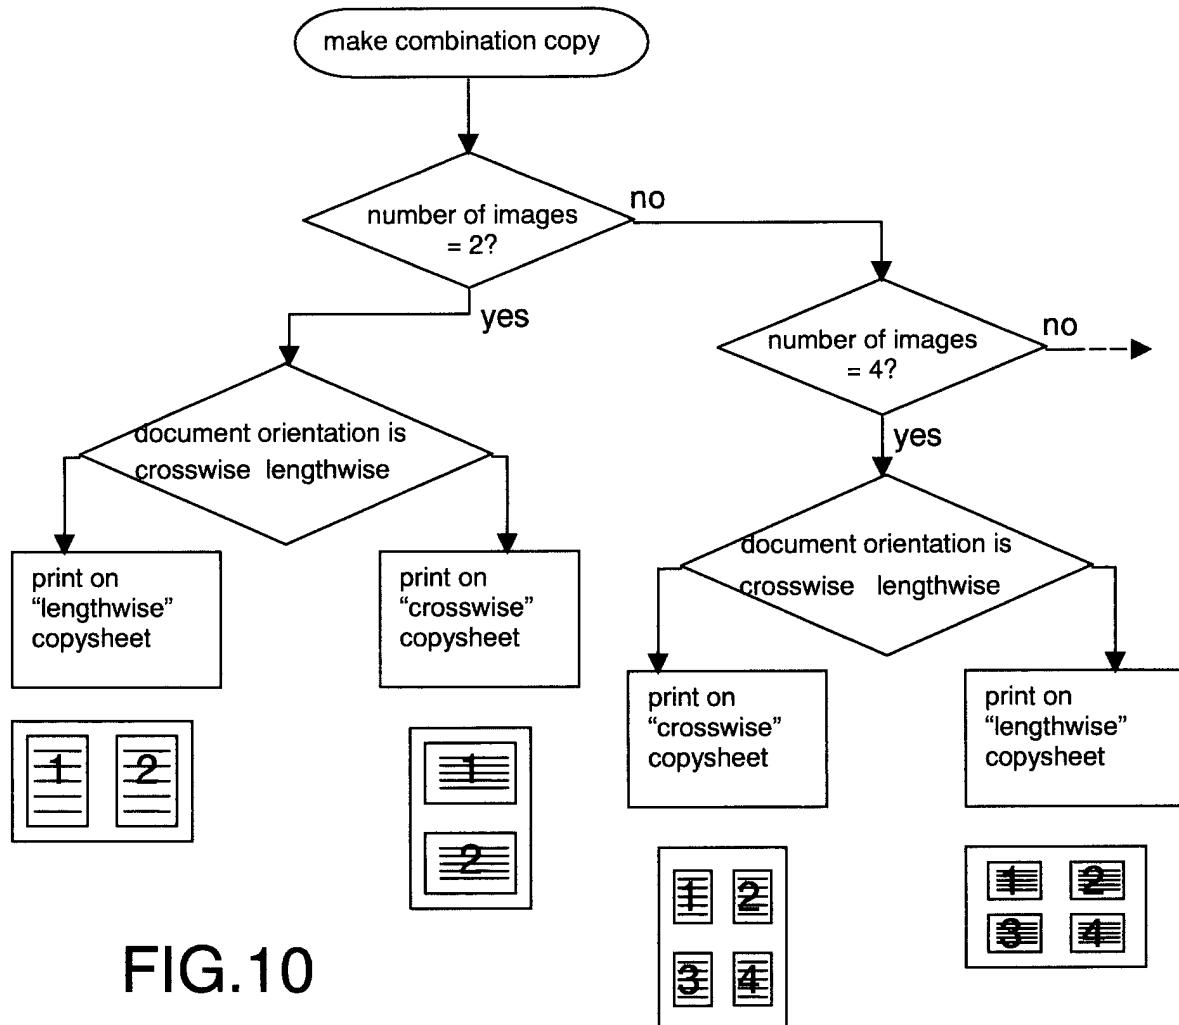 make combination copy
number of images
= 2?
no
yes
number of images
= 4?
no
yes
document orientation is
crosswise lengthwise
document orientation is
crosswise lengthwise
print on
“lengthwise”
copysheet
print on
“crosswise”
copysheet
print on
“crosswise”
copysheet
print on
“lengthwise”
copysheet
1 2
1
2
1 2
3 4
1 2
3 4
FIG.10